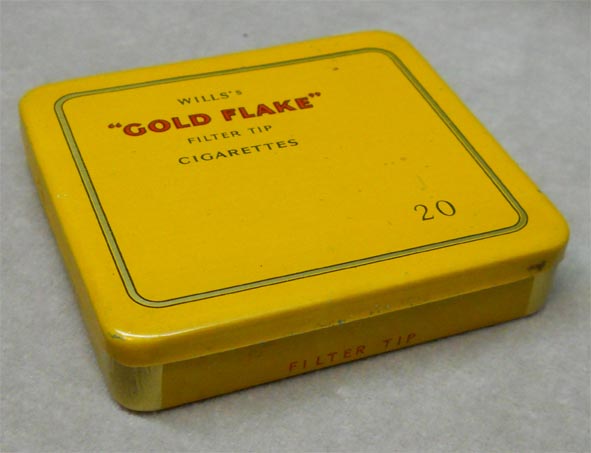 WILLS's
"GOLD FLAKE"
FILTER TIP
CIGARETTES
20
FILTER TIP